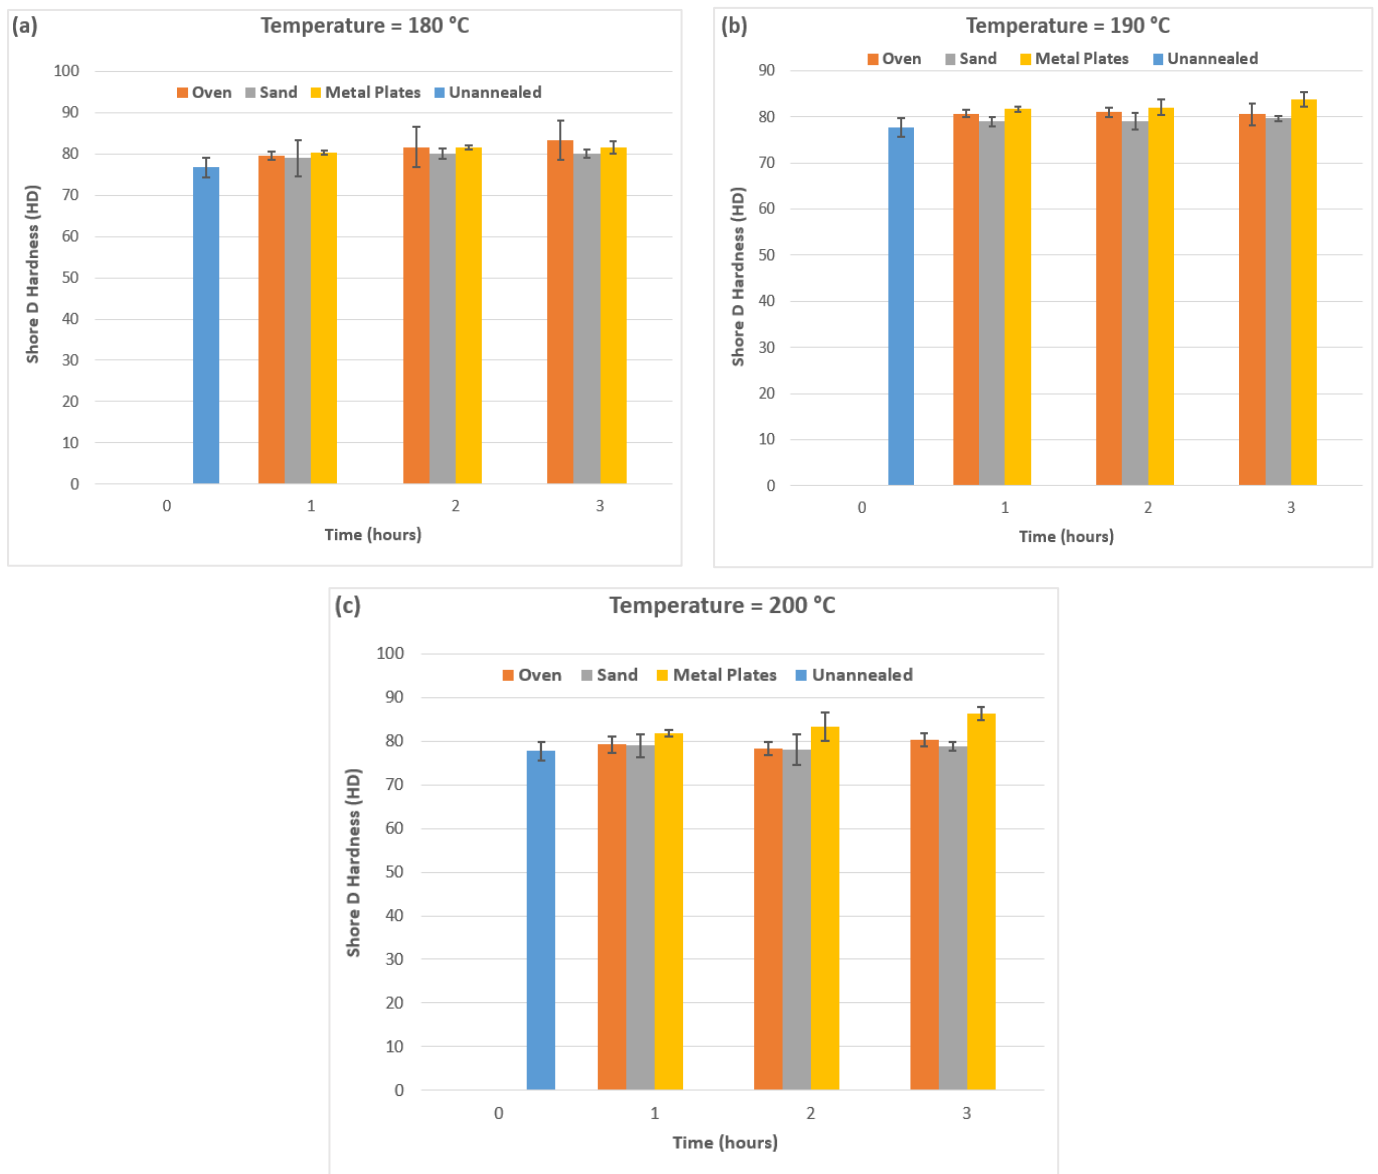 (a) Temperature = 180 °C
100
Oven Sand Metal Plates Unannealed
90
80
70
60
50
40
30
20
10
0
Shore D Hardness (HD)
0 1 2 3
Time (hours)
(b) Temperature = 190 °C
Oven Sand Metal Plates Unannealed
90
80
70
60
50
40
30
20
10
0
Shore D Hardness (HD)
0 1 2 3
Time (hours)
(c) Temperature = 200 °C
100
Oven Sand Metal Plates Unannealed
90
80
70
60
50
40
30
20
10
0
Shore D Hardness (HD)
0 1 2 3
Time (hours)